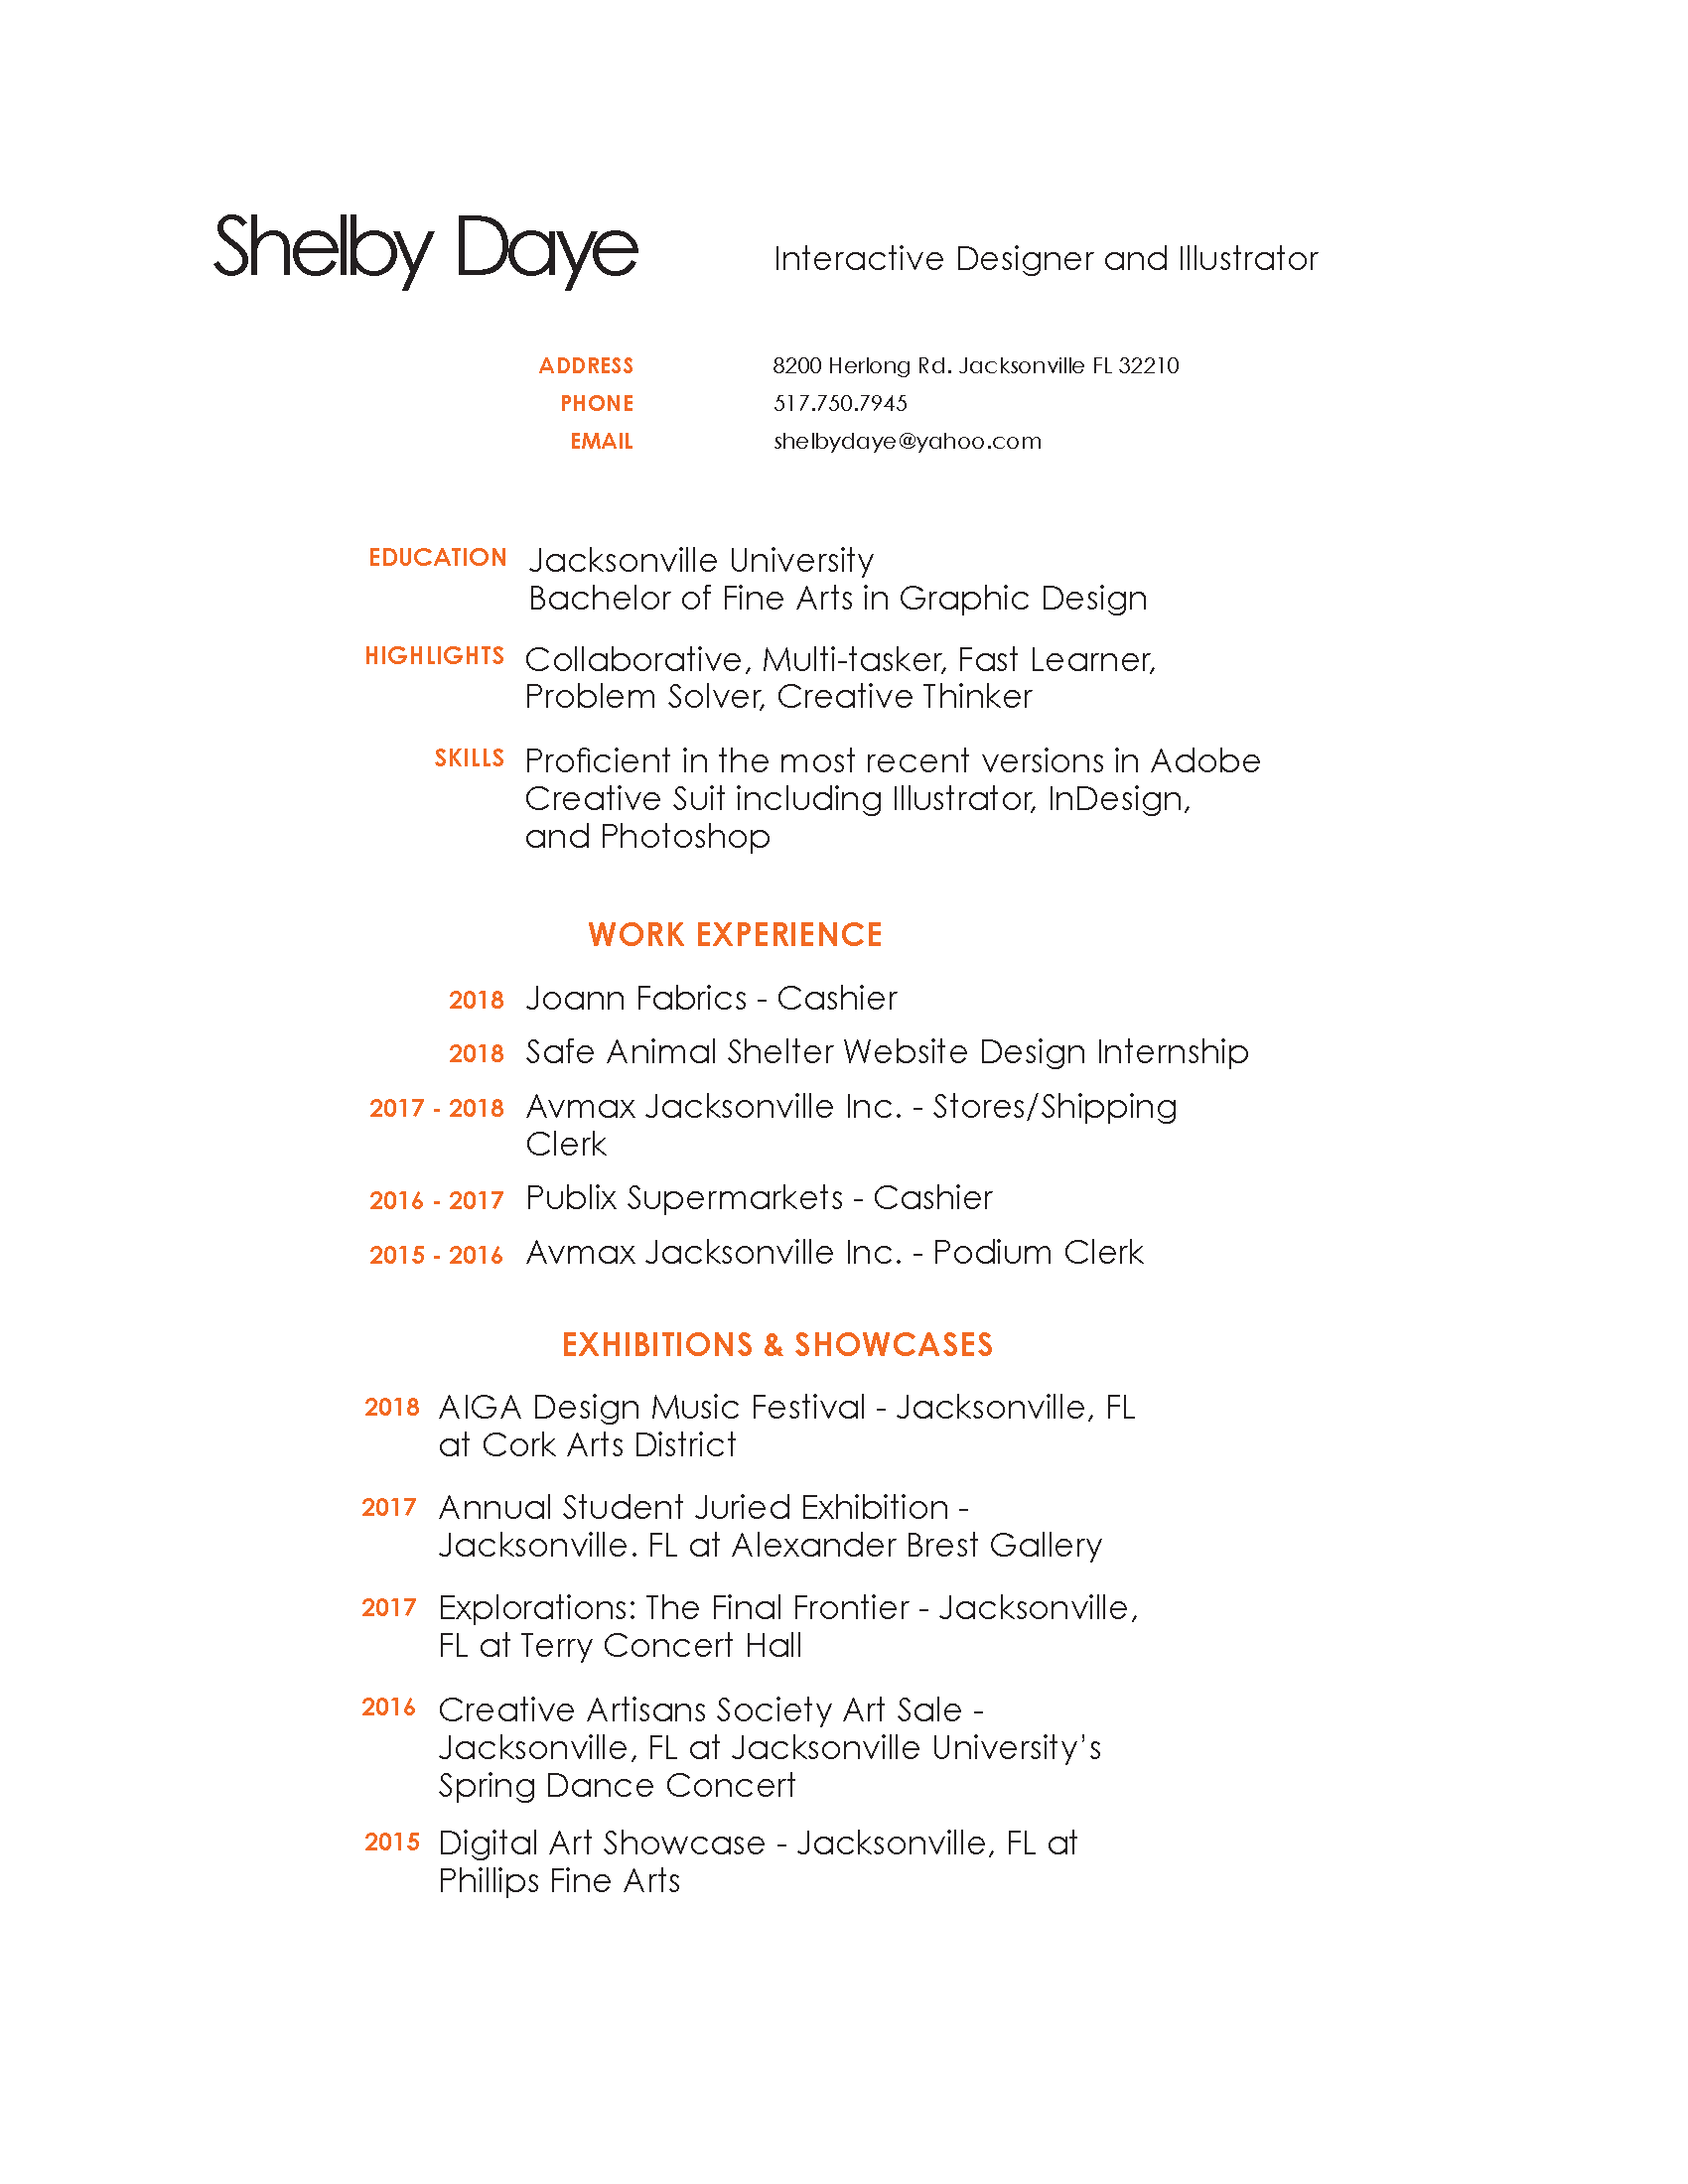 Shelby Daye Interactive Designer and Illustrator
ADDRESS 8200 Herlong Rd. Jacksonville FL 32210
PHONE 517.750.7945
EMAIL shelbydaye@yahoo.com
EDUCATION Jacksonville University
Bachelor of Fine Arts in Graphic Design
HIGHLIGHTS Collaborative, Multi-tasker, Fast Learner,
Problem Solver, Creative Thinker
SKILLS Proficient in the most recent versions in Adobe
Creative Suit including Illustrator, InDesign,
and Photoshop
WORK EXPERIENCE
2018 Joann Fabrics - Cashier
2018 Safe Animal Shelter Website Design Internship
2017 - 2018 Avmax Jacksonville Inc. - Stores/Shipping
Clerk
2016 - 2017 Publix Supermarkets - Cashier
2015 - 2016 Avmax Jacksonville Inc. - Podium Clerk
EXHIBITIONS & SHOWCASES
2018 AIGA Design Music Festival - Jacksonville, FL
at Cork Arts District
2017 Annual Student Juried Exhibition -
Jacksonville. FL at Alexander Brest Gallery
2017 Explorations: The Final Frontier - Jacksonville,
FL at Terry Concert Hall
2016 Creative Artisans Society Art Sale -
Jacksonville, FL at Jacksonville University's
Spring Dance Concert
2015 Digital Art Showcase - Jacksonville, FL at
Phillips Fine Arts